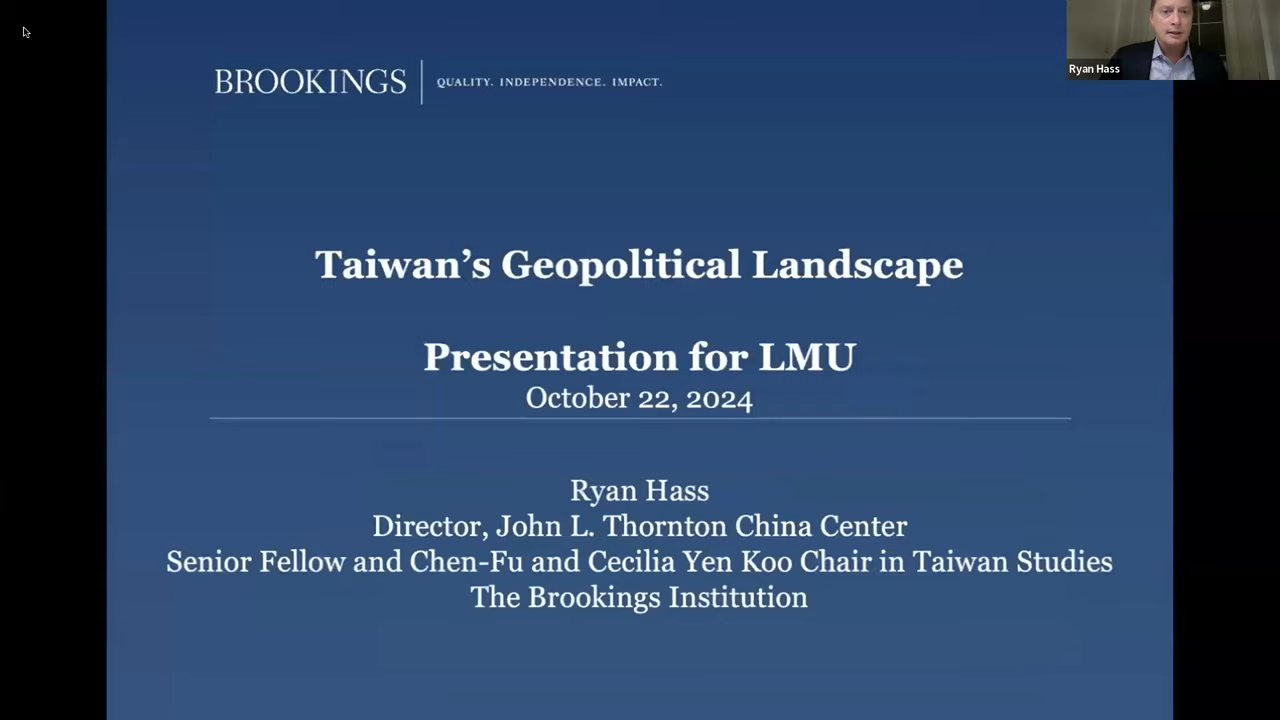 BROOKINGS QUALITY. INDEPENDENCE. IMPACT.
Ryan Hass
Taiwan’s Geopolitical Landscape
Presentation for LMU
October 22, 2024
Ryan Hass
Director, John L. Thornton China Center
Senior Fellow and Chen-Fu and Cecilia Yen Koo Chair in Taiwan Studies
The Brookings Institution